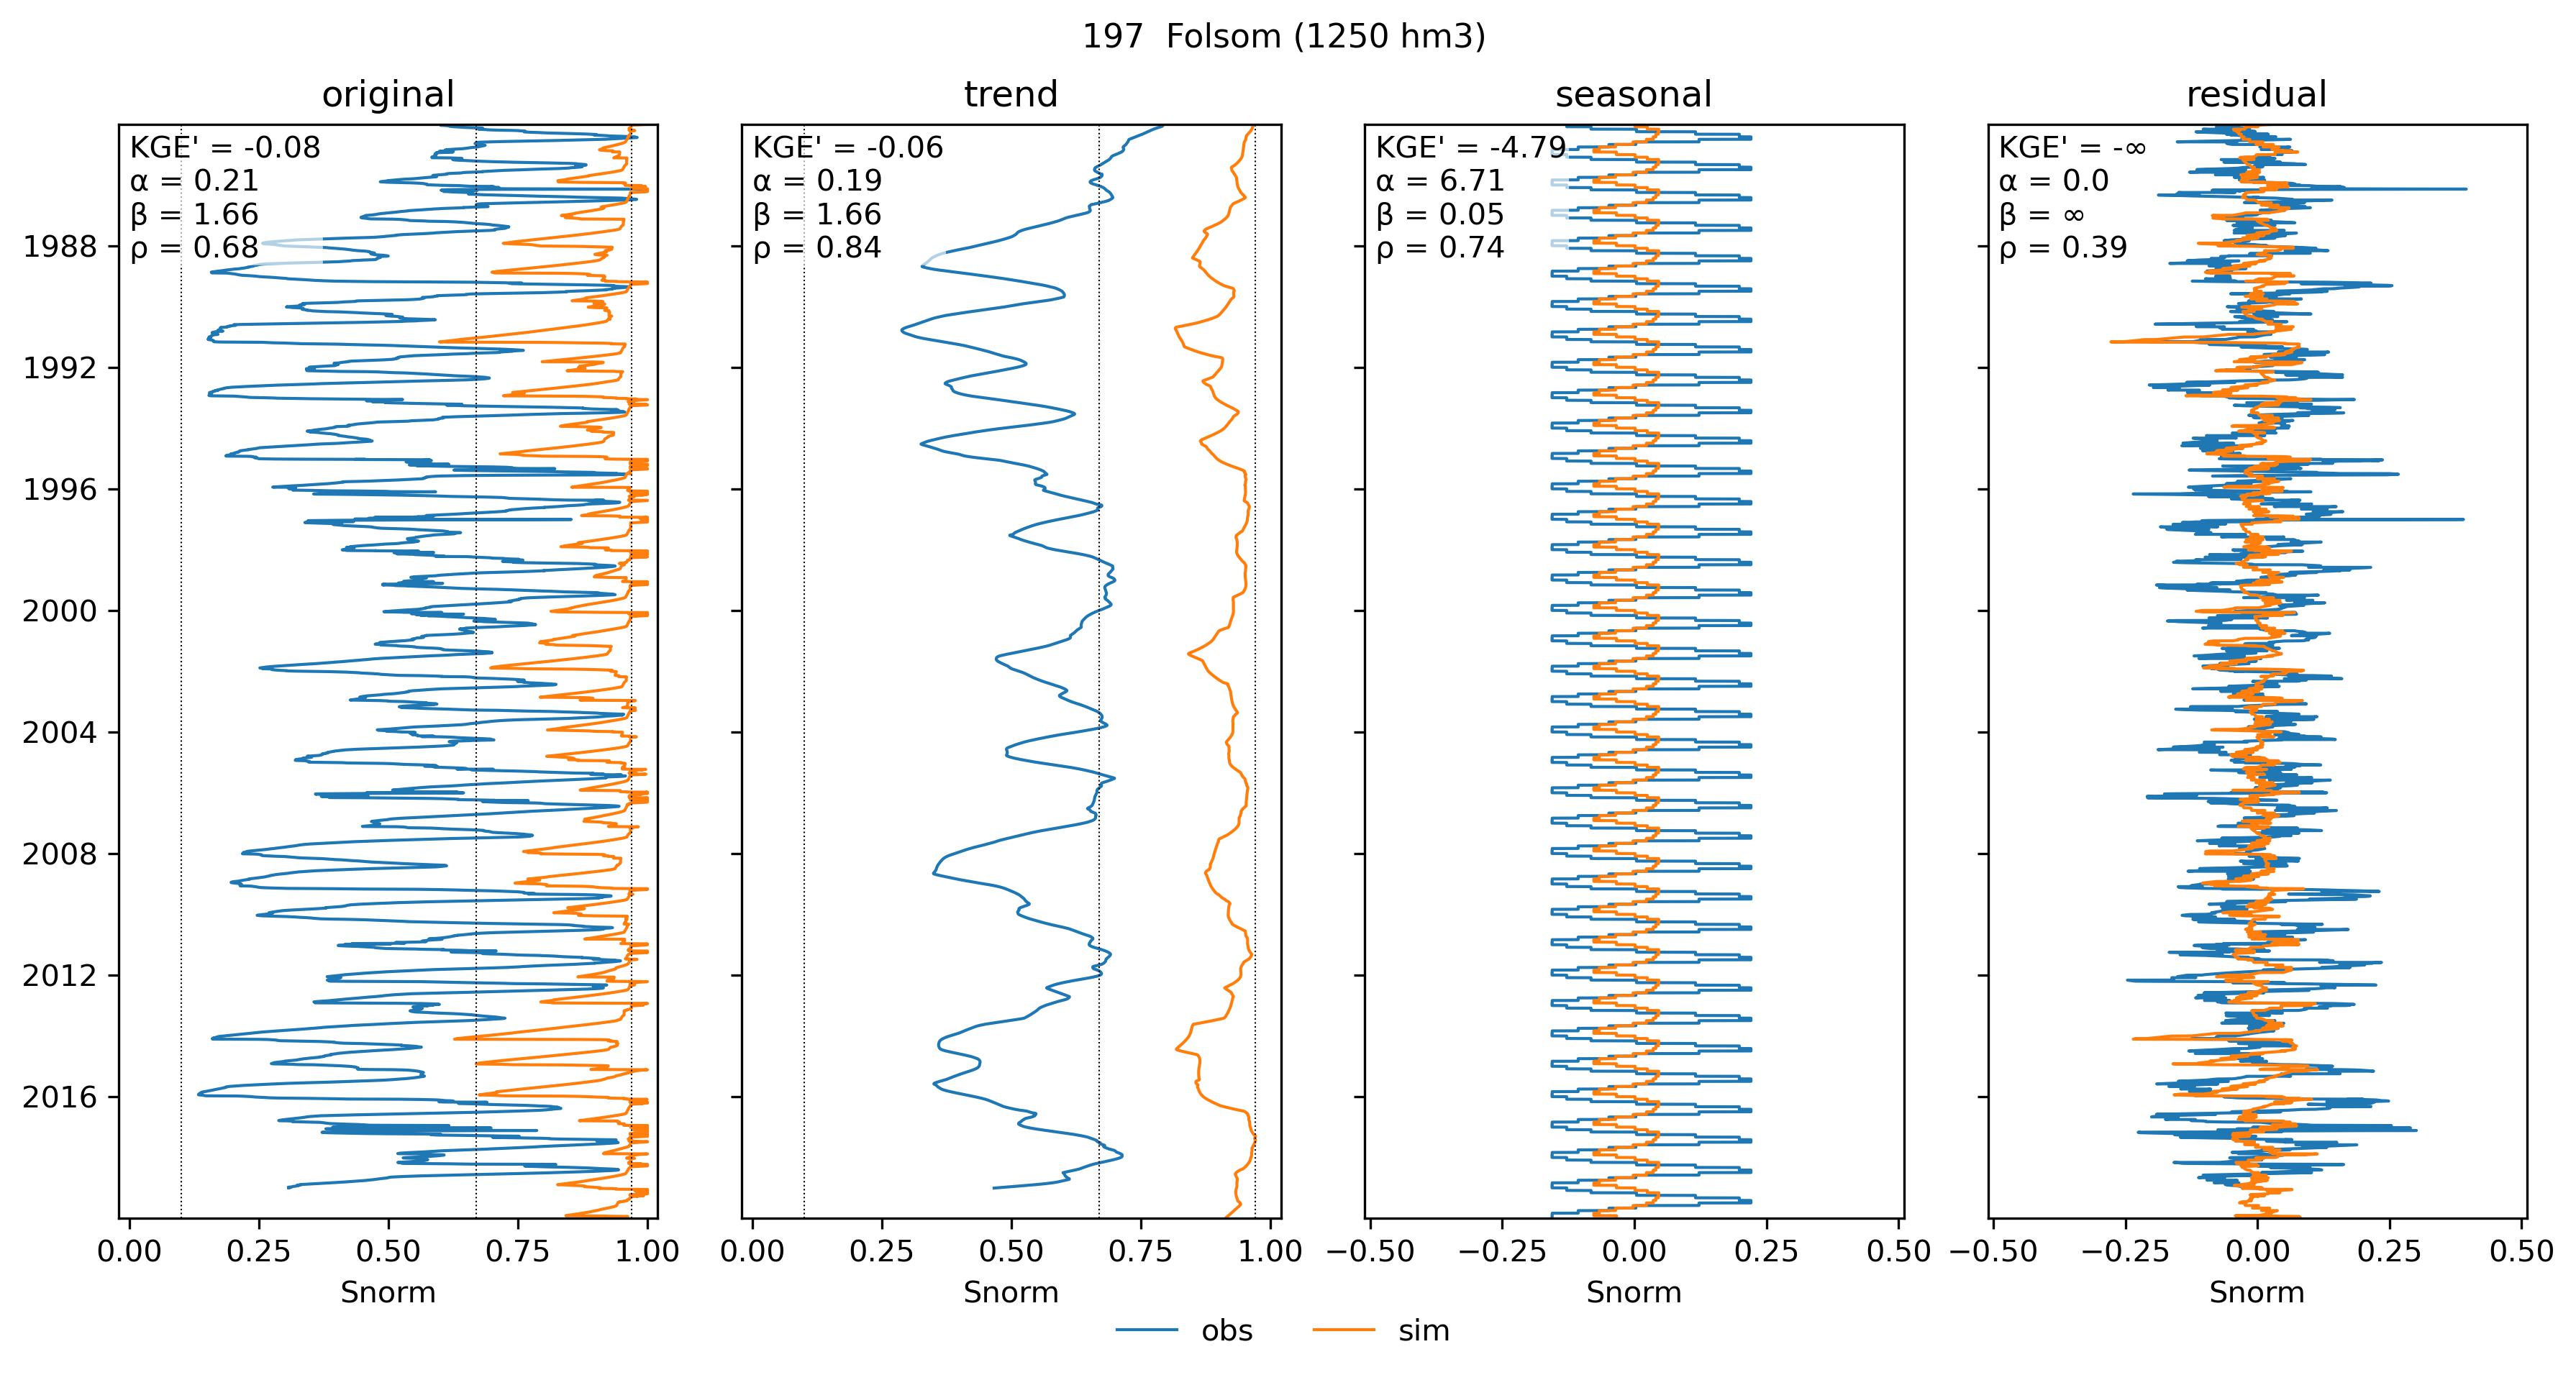 197  Folsom (1250 hm3)
original
trend
seasonal
residual
KGE' = -0.08
α = 0.21
β = 1.66
ρ = 0.68
KGE' = -0.06
α = 0.19
β = 1.66
ρ = 0.84
KGE' = -4.79
α = 6.71
β = 0.05
ρ = 0.74
KGE' = -∞
α = 0.0
β = ∞
ρ = 0.39
1988
1992
1996
2000
2004
2008
2012
2016
0.00 0.25 0.50 0.75 1.00
0.00 0.25 0.50 0.75 1.00
−0.50 −0.25 0.00 0.25 0.50
−0.50 −0.25 0.00 0.25 0.50
Snorm
Snorm
Snorm
Snorm
obs
sim